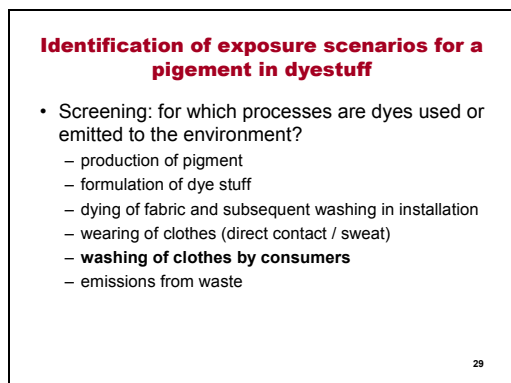 Identification of exposure scenarios for a
pigement in dyestuff
• Screening: for which processes are dyes used or
emitted to the environment?
– production of pigment
– formulation of dye stuff
– dying of fabric and subsequent washing in installation
– wearing of clothes (direct contact / sweat)
– washing of clothes by consumers
– emissions from waste
29